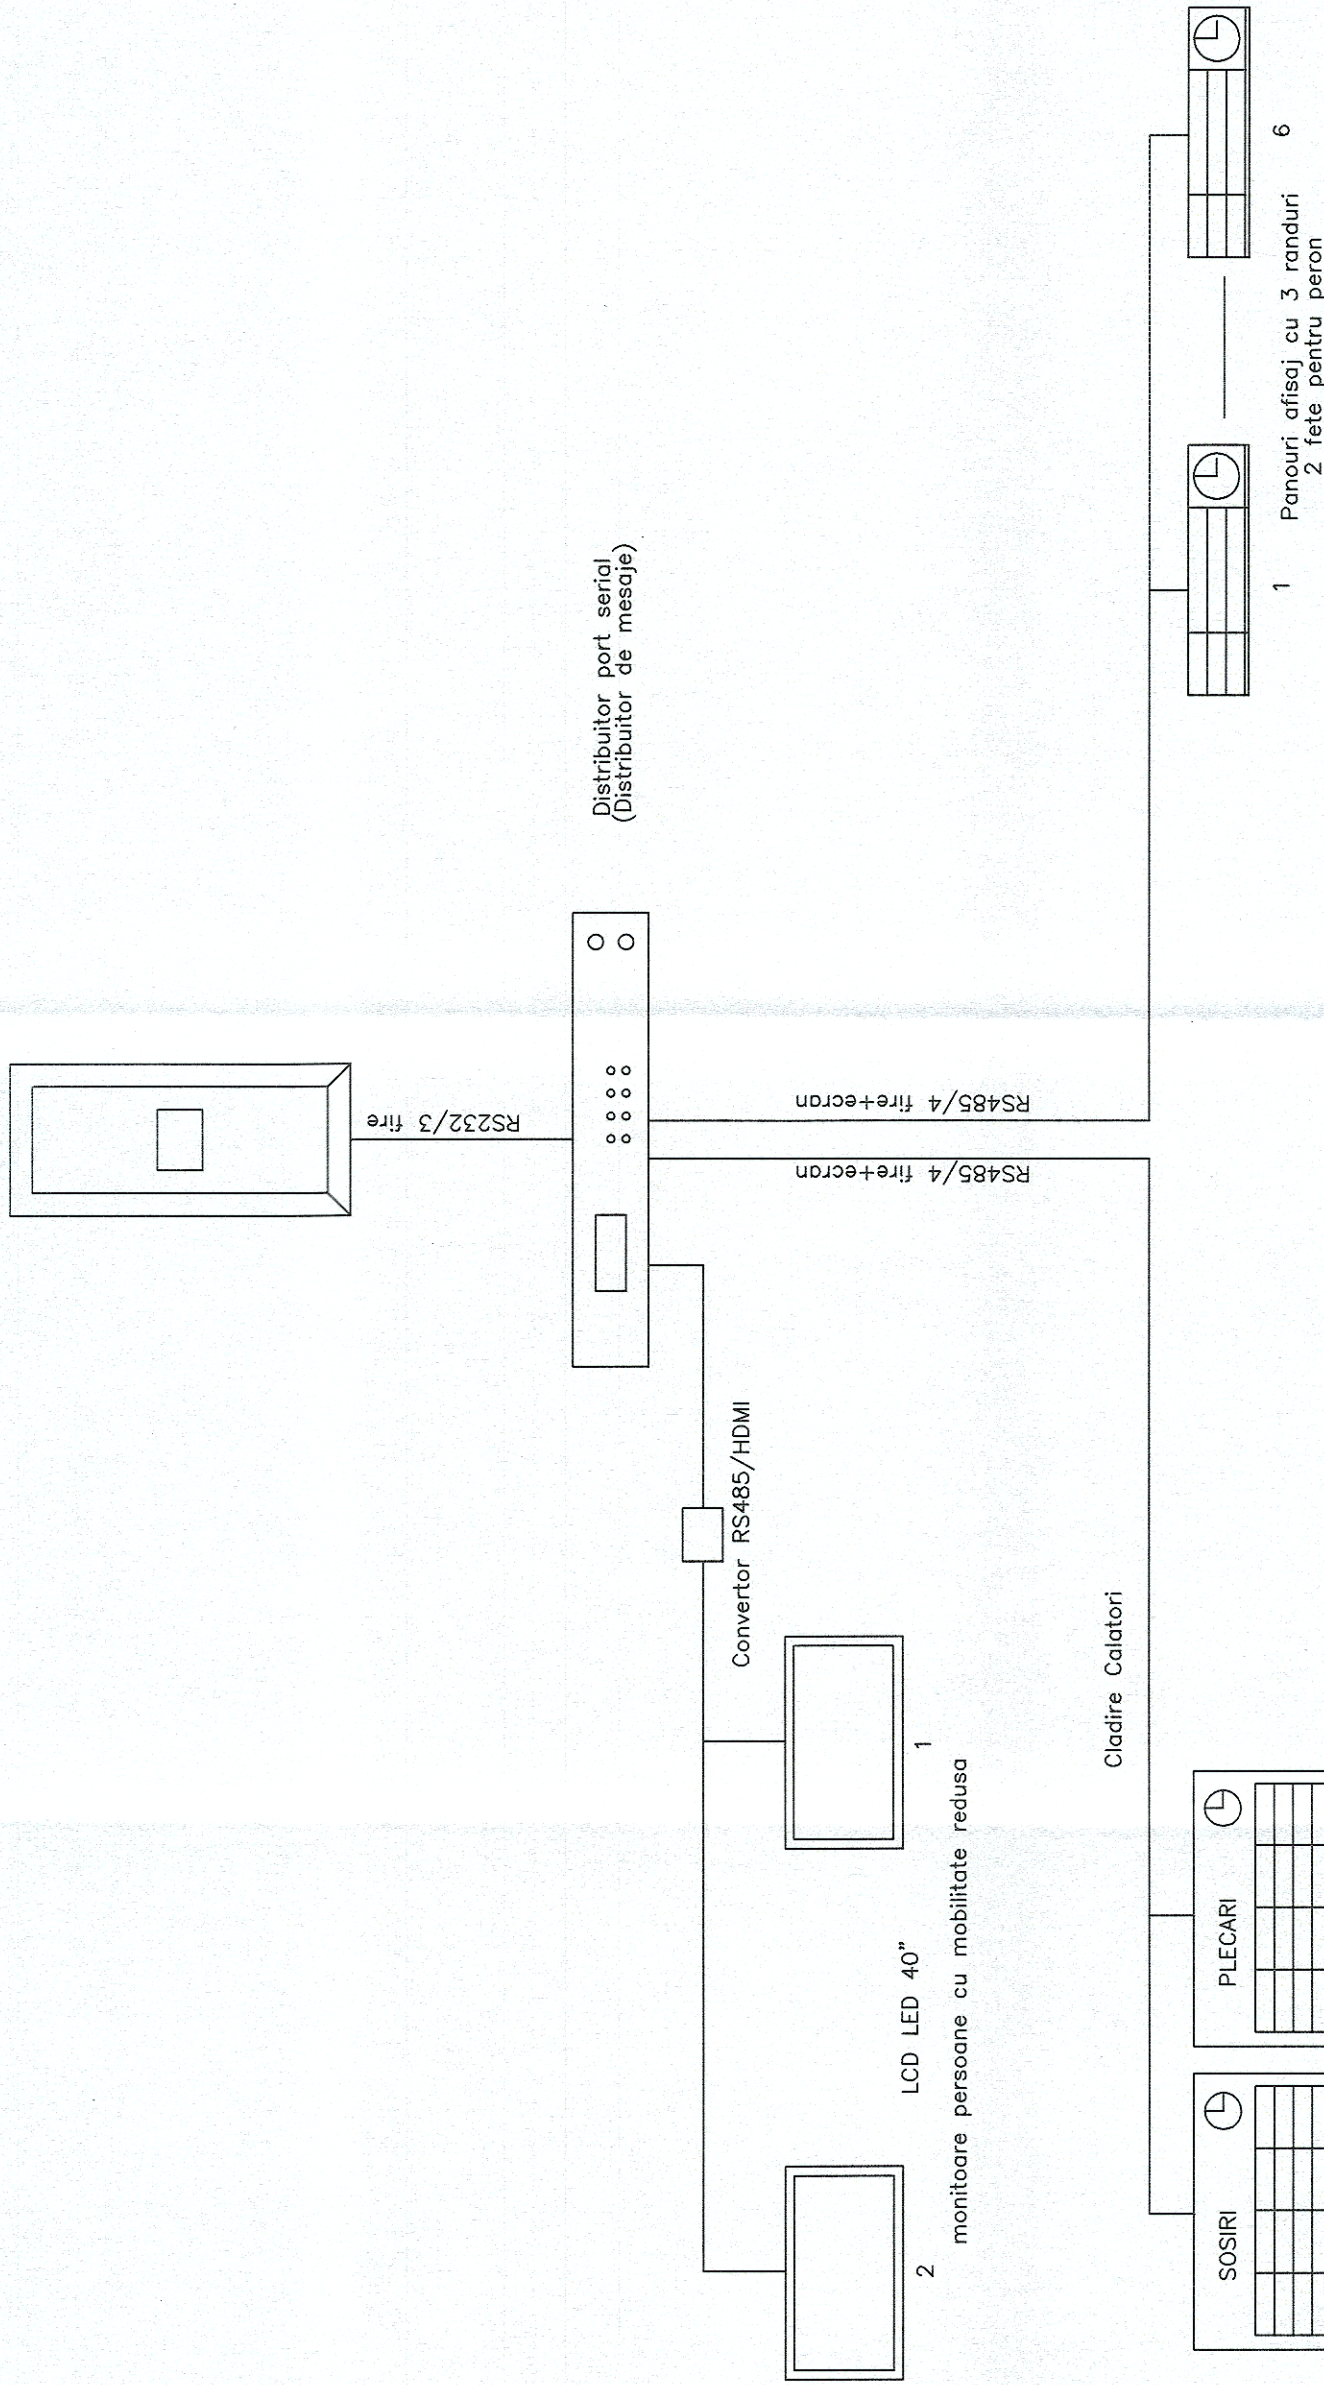 RS232/3 fire
Distribuitor port serial
(Distribuitor de mesaje)
RS485/4 fire+ecran
RS485/4 fire+ecran
Convertor RS485/HDMI
2
1
LCD LED 40”
monitoare persoane cu mobilitate redusa
Cladire Calatori
SOSIRI
PLECARI
1
6
Panouri afisaj cu 3 randuri
2 fete pentru peron